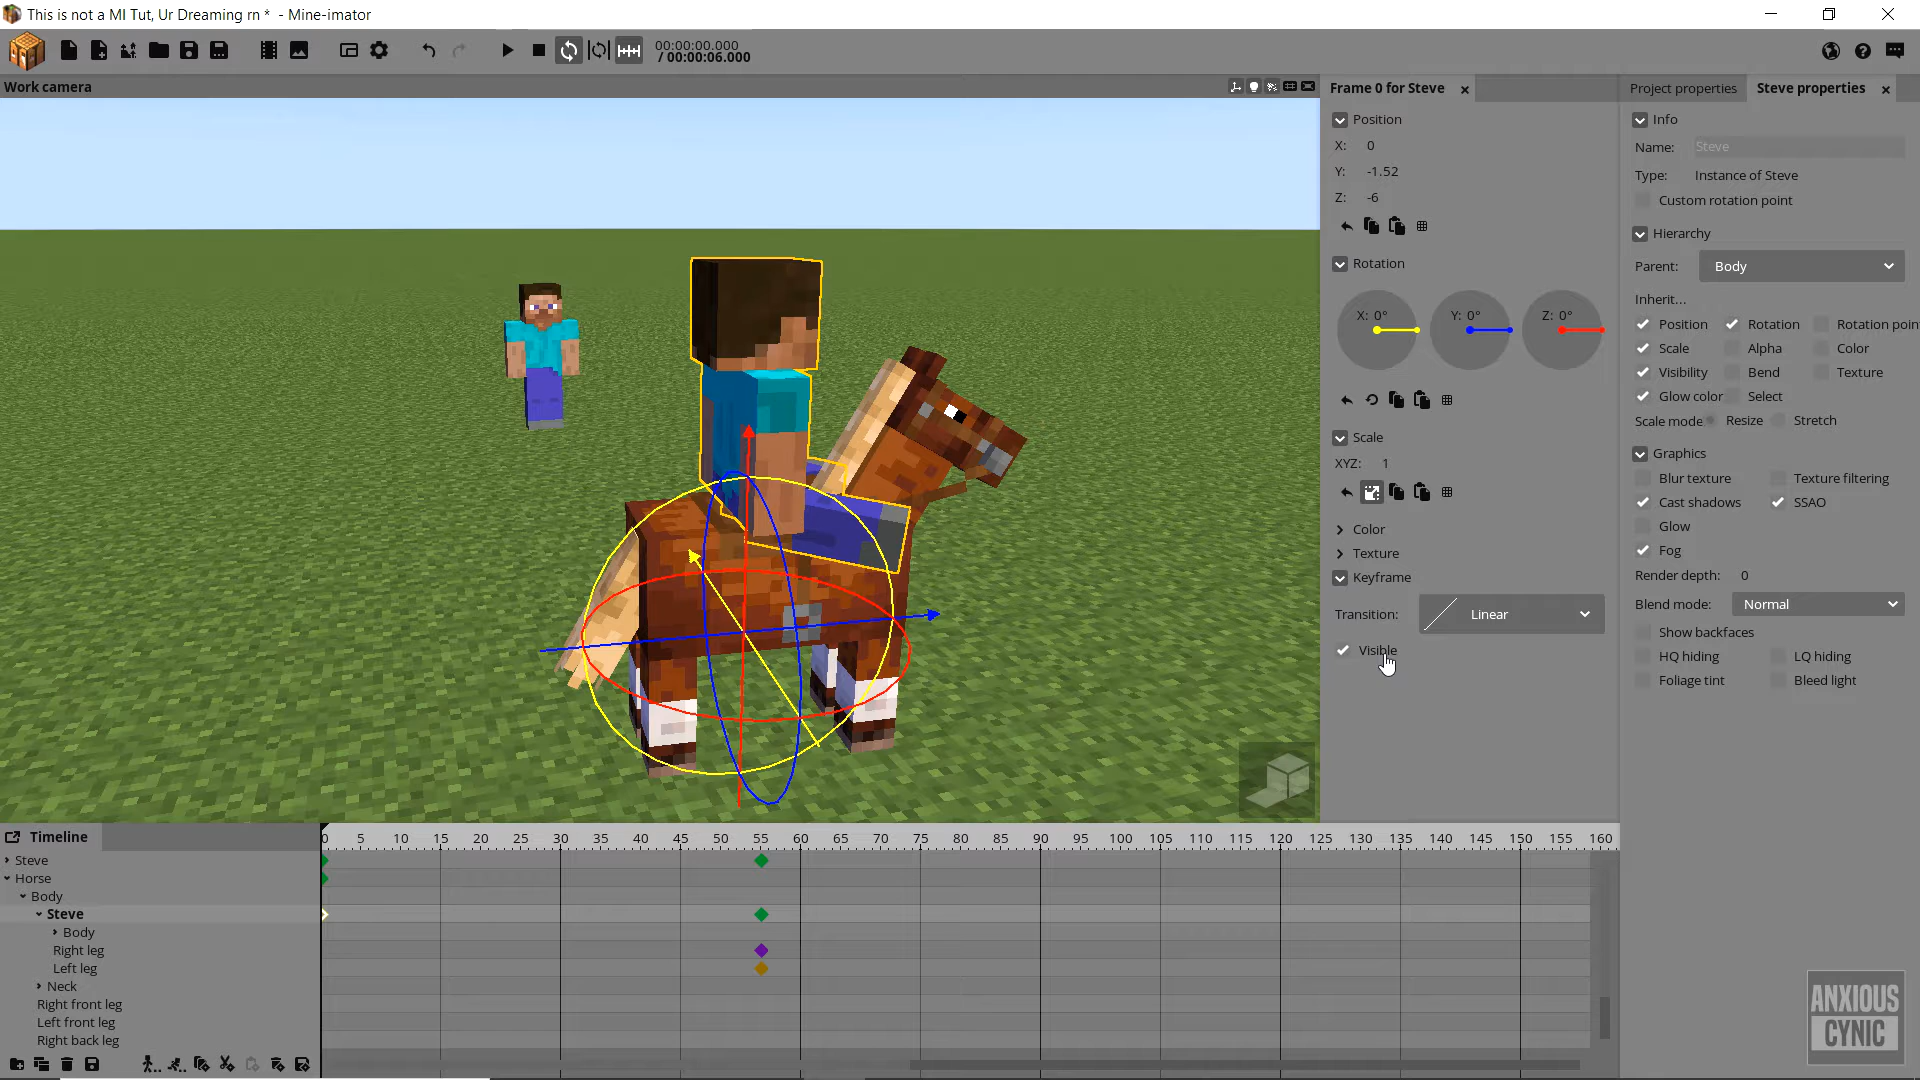 This is not a MI Tut, Ur Dreaming rn * - Mine-imator
00:00:00.000
/ 00:00:06.000
Work camera
Frame 0 for Steve
Position
X: 0
Y: -1.52
Z: -6
Rotation
X: 0° Y: 0° Z: 0°
Scale
XYZ: 1
Color
Texture
Keyframe
Transition: Linear
Visible
Project properties Steve properties
Info
Name: Steve
Type: Instance of Steve
Custom rotation point
Hierarchy
Parent: Body
Inherit...
Position Rotation Rotation poin
Scale Alpha Color
Visibility Bend Texture
Glow color Select
Scale mode Resize Stretch
Graphics
Blur texture Texture filtering
Cast shadows SSAO
Glow
Fog
Render depth: 0
Blend mode: Normal
Show backfaces
HQ hiding LQ hiding
Foliage tint Bleed light
Timeline
0 5 10 15 20 25 30 35 40 45 50 55 60 65 70 75 80 85 90 95 100 105 110 115 120 125 130 135 140 145 150 155 160
Steve
Horse
Body
Steve
Body
Right leg
Left leg
Neck
Right front leg
Left front leg
Right back leg
ANXIOUS
CYNIC